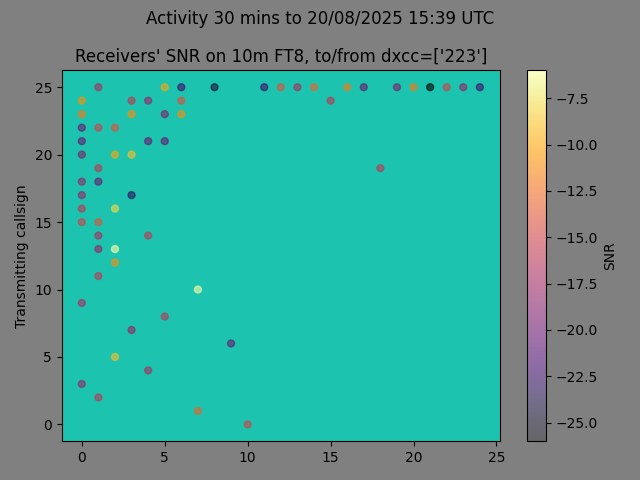 Activity 30 mins to 20/08/2025 15:39 UTC
Receivers' SNR on 10m FT8, to/from dxcc=['223']
Transmitting callsign
25
20
15
10
5
0
0 5 10 15 20 25
−7.5
−10.0
−12.5
−15.0
−17.5
−20.0
−22.5
−25.0
SNR